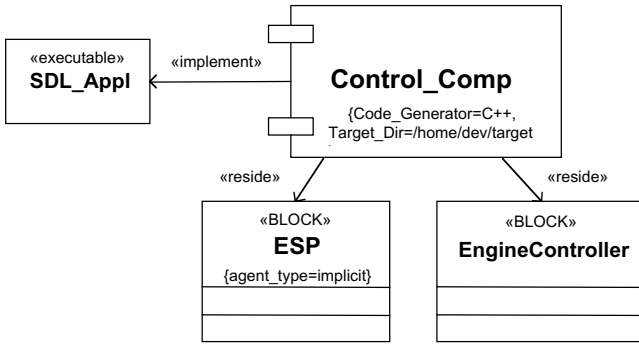 «executable»
SDL_Appl
«implement»
Control_Comp
{Code_Generator=C++,
Target_Dir=/home/dev/target
«reside»
«reside»
«BLOCK»
ESP
{agent_type=implicit}
«BLOCK»
EngineController